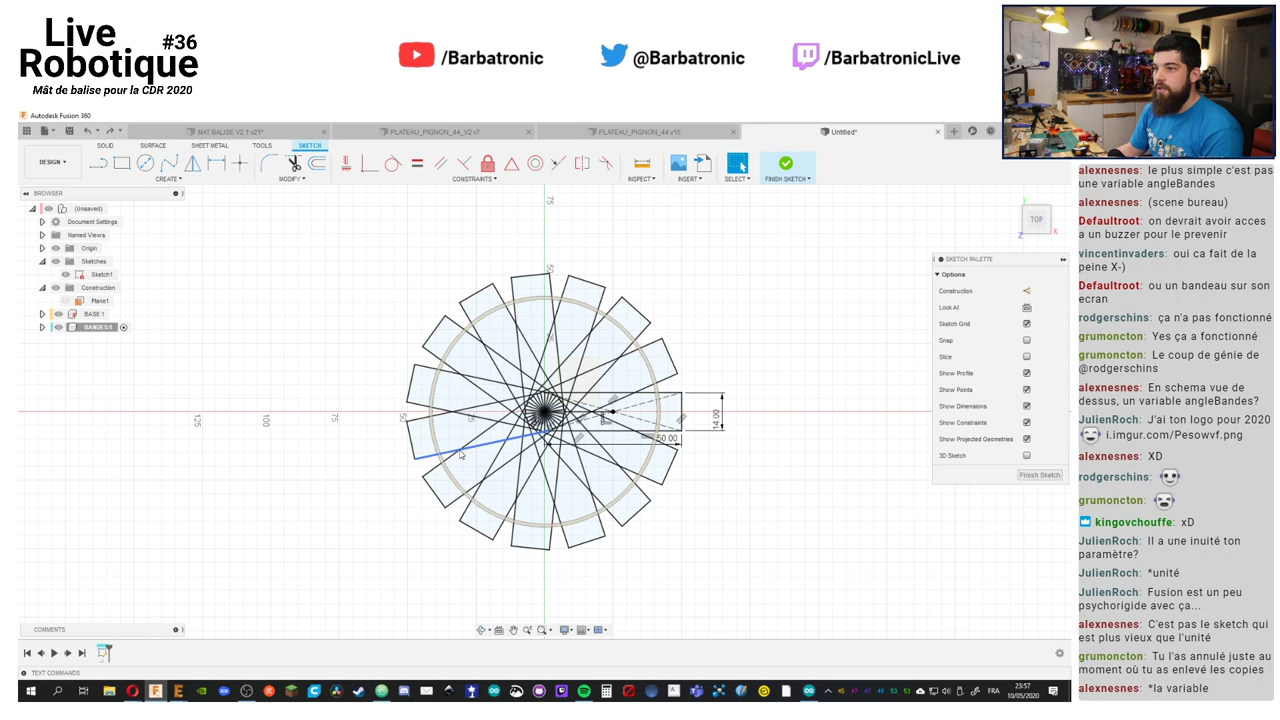 Live
Robotique #36
Mât de balise pour la CDR 2020
/Barbatronic
@Barbatronic
/BarbatronicLive
Autodesk Fusion 360
MAT BALISE V2.1 v21*
PLATEAU_PIGNON_44_V2 v7
PLATEAU_PIGNON_44 v15
Untitled*
SOLID SURFACE SHEET METAL TOOLS SKETCH
DESIGN
CREATE MODIFY CONSTRAINTS INSPECT INSERT SELECT FINISH SKETCH
BROWSER
(Unsaved)
Document Settings
Named Views
Origin
Sketches
Sketch1
Construction
Plane1
BASE:1
BANDES:1
TOP
Y
X
Z
75
50
25
125
100
75
50
25
14.00
50.00
SKETCH PALETTE
Options
Construction
Look At
Sketch Grid
Snap
Slice
Show Profile
Show Points
Show Dimensions
Show Constraints
Show Projected Geometries
3D Sketch
Finish Sketch
COMMENTS
TEXT COMMANDS
alexnesnes: le plus simple c'est pas
une variable angleBandes
alexnesnes: (scene bureau)
Defaultroot: on devrait avoir acces
a un buzzer pour le prevenir
vincentinvaders: oui ca fait de la
peine X-)
Defaultroot: ou un bandeau sur son
ecran
rodgerschins: ça n'a pas fonctionné
grumoncton: Yes ça a fonctionné
grumoncton: Le coup de génie de
@rodgerschins
alexnesnes: En schema vue de
dessus, un variable angleBandes?
JulienRoch: J'ai ton logo pour 2020
i.imgur.com/Pesowvf.png
alexnesnes: XD
rodgerschins:
grumoncton:
kingovchouffe: xD
JulienRoch: Il a une inuité ton
paramètre?
JulienRoch: *unité
JulienRoch: Fusion est un peu
psychorigide avec ça...
alexnesnes: C'est pas le sketch qui
est plus vieux que l'unité
grumoncton: Tu l'as annulé juste au
moment où tu as enlevé les copies
alexnesnes: *la variable
FRA
23:57
10/05/2020